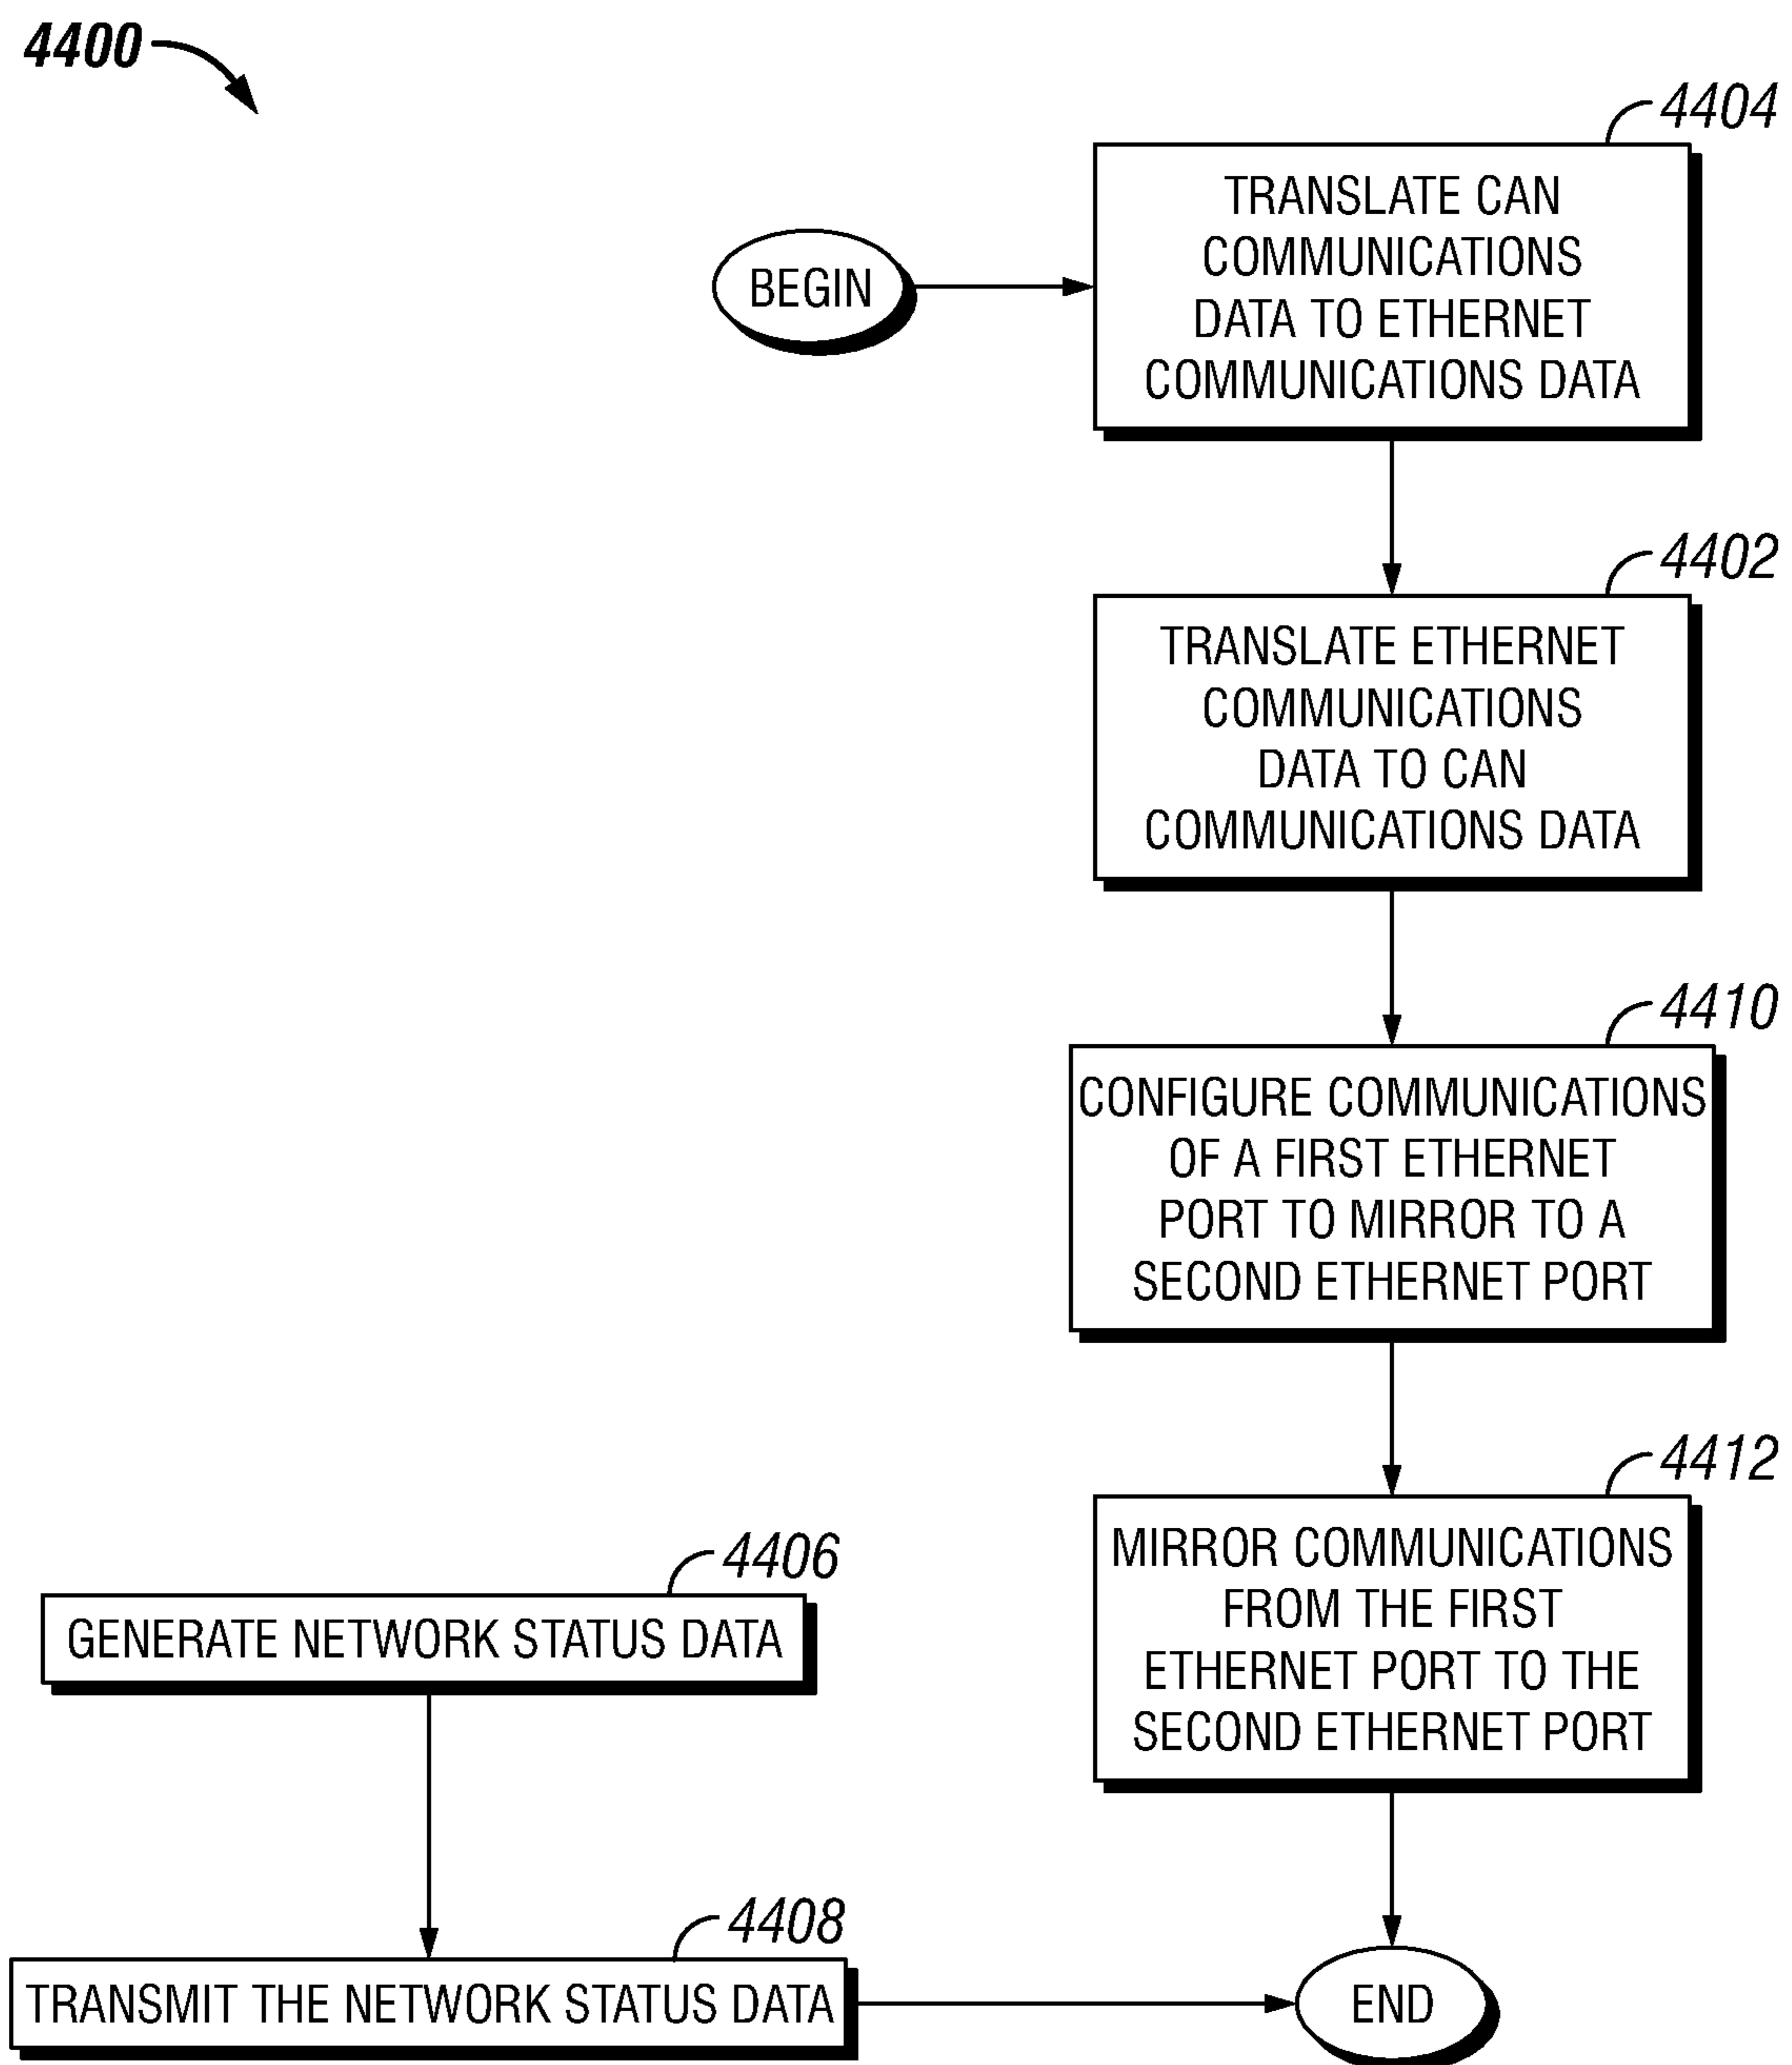 4400
4404
BEGIN
TRANSLATE CAN
COMMUNICATIONS
DATA TO ETHERNET
COMMUNICATIONS DATA
4402
TRANSLATE ETHERNET
COMMUNICATIONS
DATA TO CAN
COMMUNICATIONS DATA
4410
CONFIGURE COMMUNICATIONS
OF A FIRST ETHERNET
PORT TO MIRROR TO A
SECOND ETHERNET PORT
4412
MIRROR COMMUNICATIONS
FROM THE FIRST
ETHERNET PORT TO THE
SECOND ETHERNET PORT
4406
GENERATE NETWORK STATUS DATA
4408
TRANSMIT THE NETWORK STATUS DATA
END